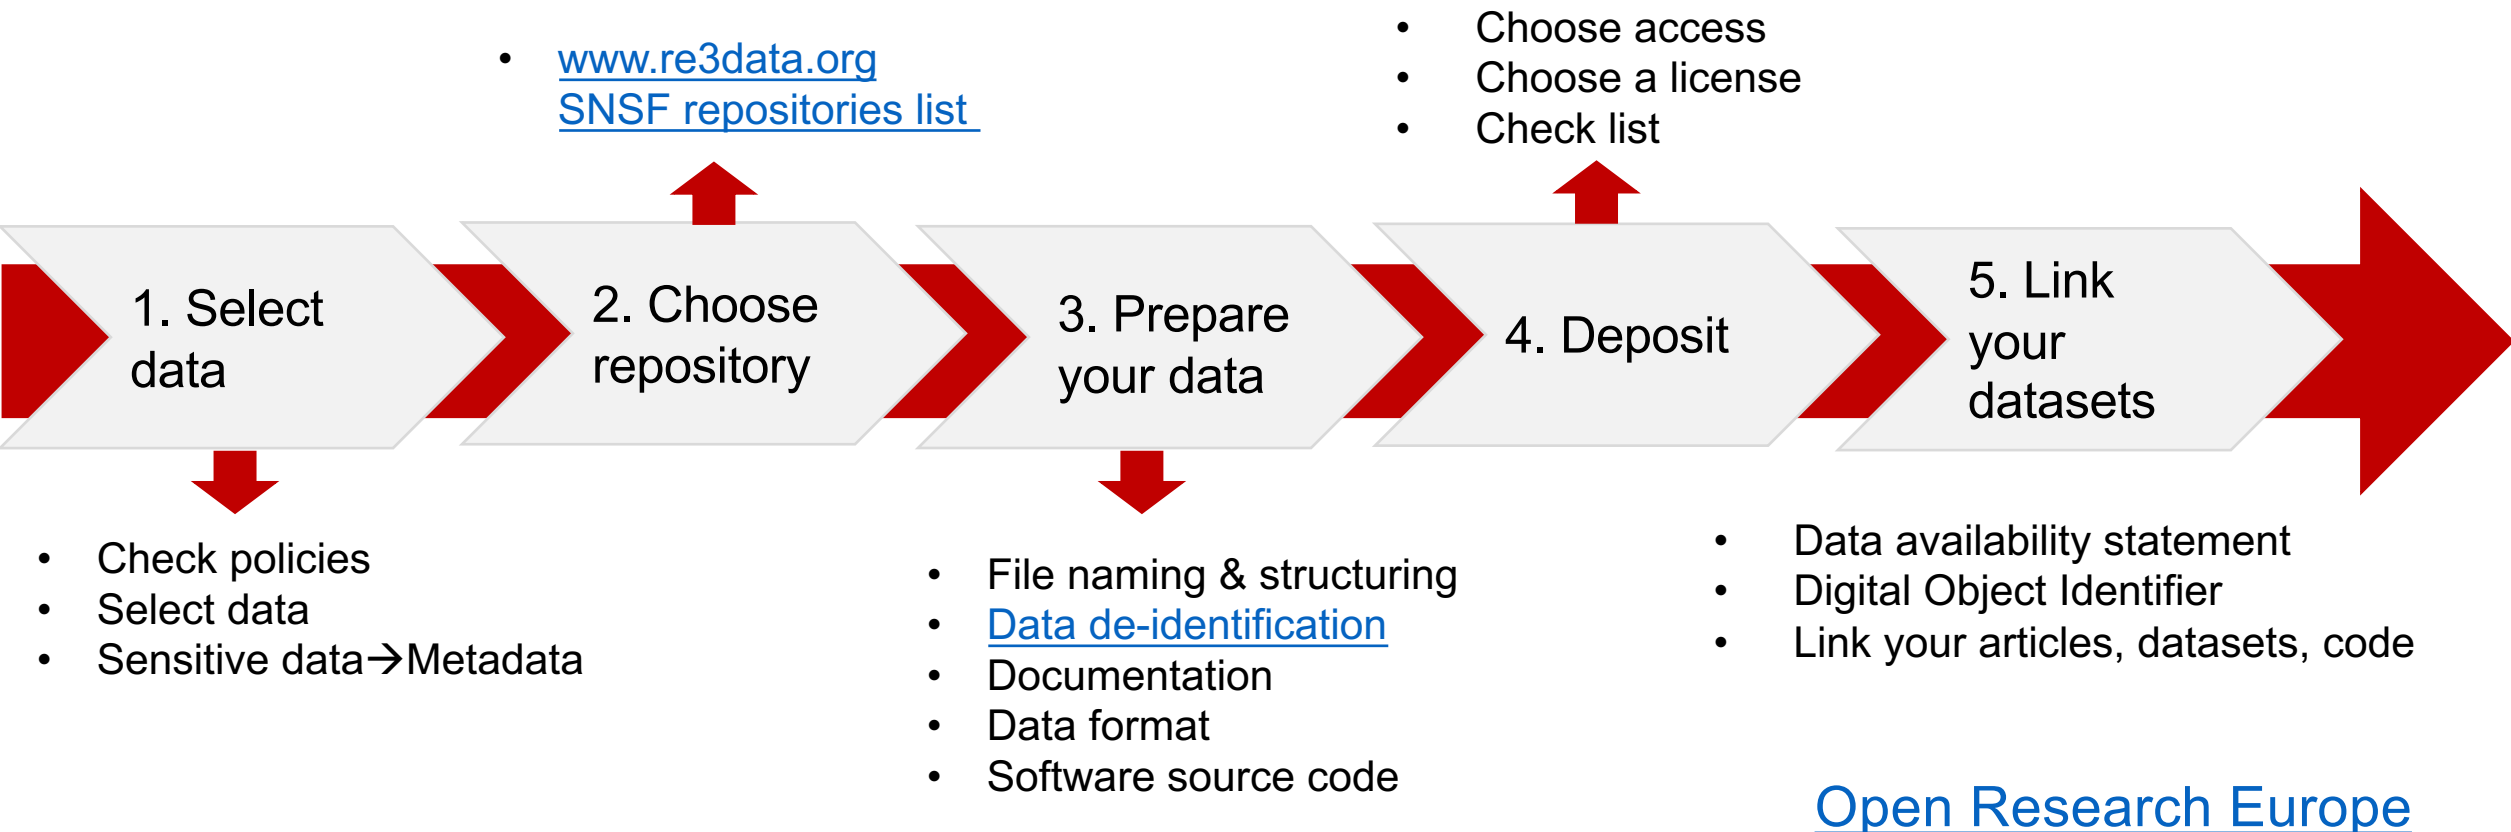 • www.re3data.org
SNSF repositories list
• Choose access
• Choose a license
• Check list
1. Select
data
2. Choose
repository
3. Prepare
your data
4. Deposit
5. Link
your
datasets
• Check policies
• Select data
• Sensitive data→Metadata
• File naming & structuring
• Data de-identification
• Documentation
• Data format
• Software source code
• Data availability statement
• Digital Object Identifier
• Link your articles, datasets, code
Open Research Europe